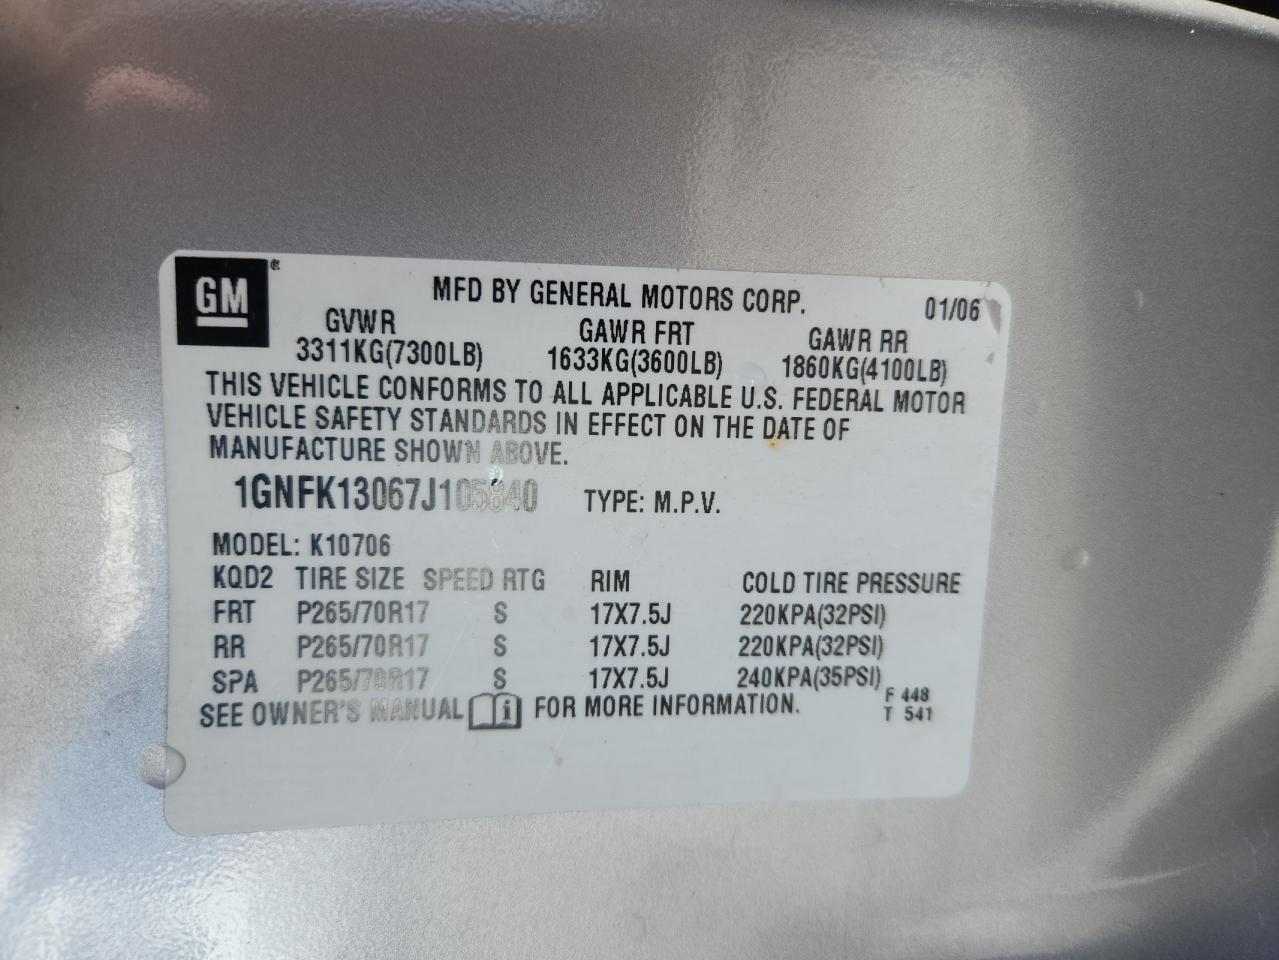 GM®
MFD BY GENERAL MOTORS CORP. 01/06
GVWR GAWR FRT GAWR RR
3311KG(7300LB) 1633KG(3600LB) 1860KG(4100LB)
THIS VEHICLE CONFORMS TO ALL APPLICABLE U.S. FEDERAL MOTOR
VEHICLE SAFETY STANDARDS IN EFFECT ON THE DATE OF
MANUFACTURE SHOWN ABOVE.
1GNFK13067J105840 TYPE: M.P.V.
MODEL: K10706
KQD2 TIRE SIZE SPEED RTG RIM COLD TIRE PRESSURE
FRT P265/70R17 S 17X7.5J 220KPA(32PSI)
RR P265/70R17 S 17X7.5J 220KPA(32PSI)
SPA P265/70R17 S 17X7.5J 240KPA(35PSI)
SEE OWNER'S MANUAL i FOR MORE INFORMATION. F 448
T 541